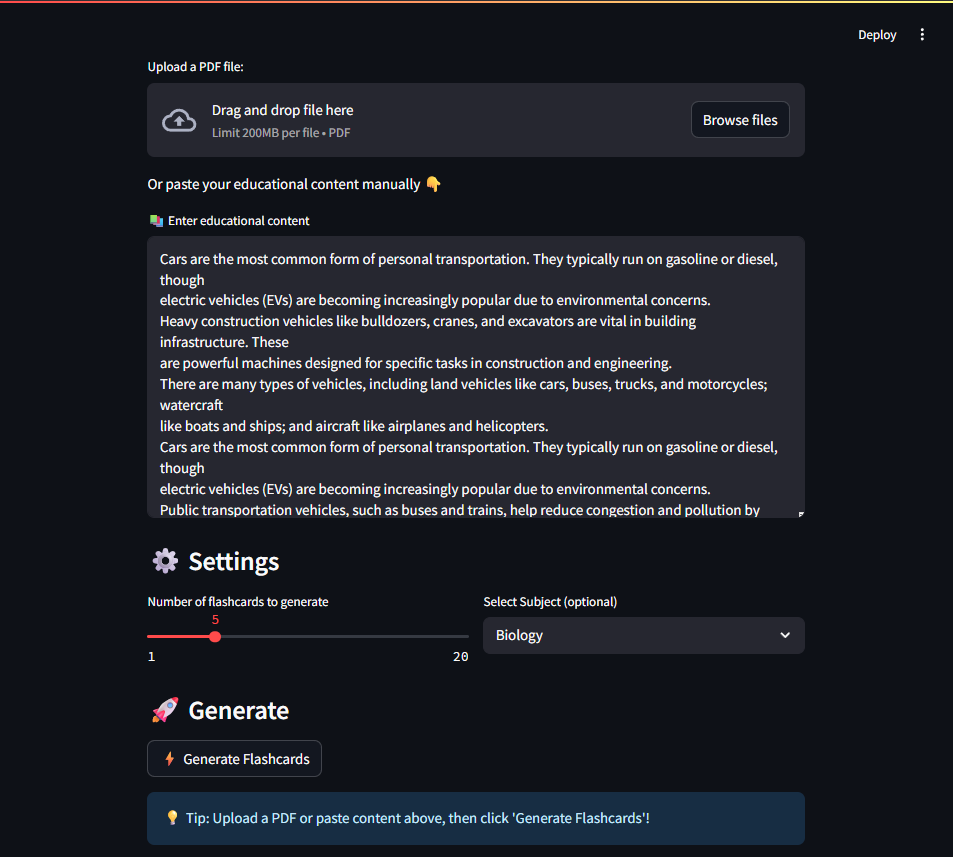 Deploy
Upload a PDF file:
Drag and drop file here
Limit 200MB per file • PDF
Browse files
Or paste your educational content manually 👇
📚 Enter educational content
Cars are the most common form of personal transportation. They typically run on gasoline or diesel,
though
electric vehicles (EVs) are becoming increasingly popular due to environmental concerns.
Heavy construction vehicles like bulldozers, cranes, and excavators are vital in building
infrastructure. These
are powerful machines designed for specific tasks in construction and engineering.
There are many types of vehicles, including land vehicles like cars, buses, trucks, and motorcycles;
watercraft
like boats and ships; and aircraft like airplanes and helicopters.
Cars are the most common form of personal transportation. They typically run on gasoline or diesel,
though
electric vehicles (EVs) are becoming increasingly popular due to environmental concerns.
Public transportation vehicles, such as buses and trains, help reduce congestion and pollution by
⚙️ Settings
Number of flashcards to generate
5
1 20
Select Subject (optional)
Biology
🚀 Generate
⚡ Generate Flashcards
💡 Tip: Upload a PDF or paste content above, then click 'Generate Flashcards'!